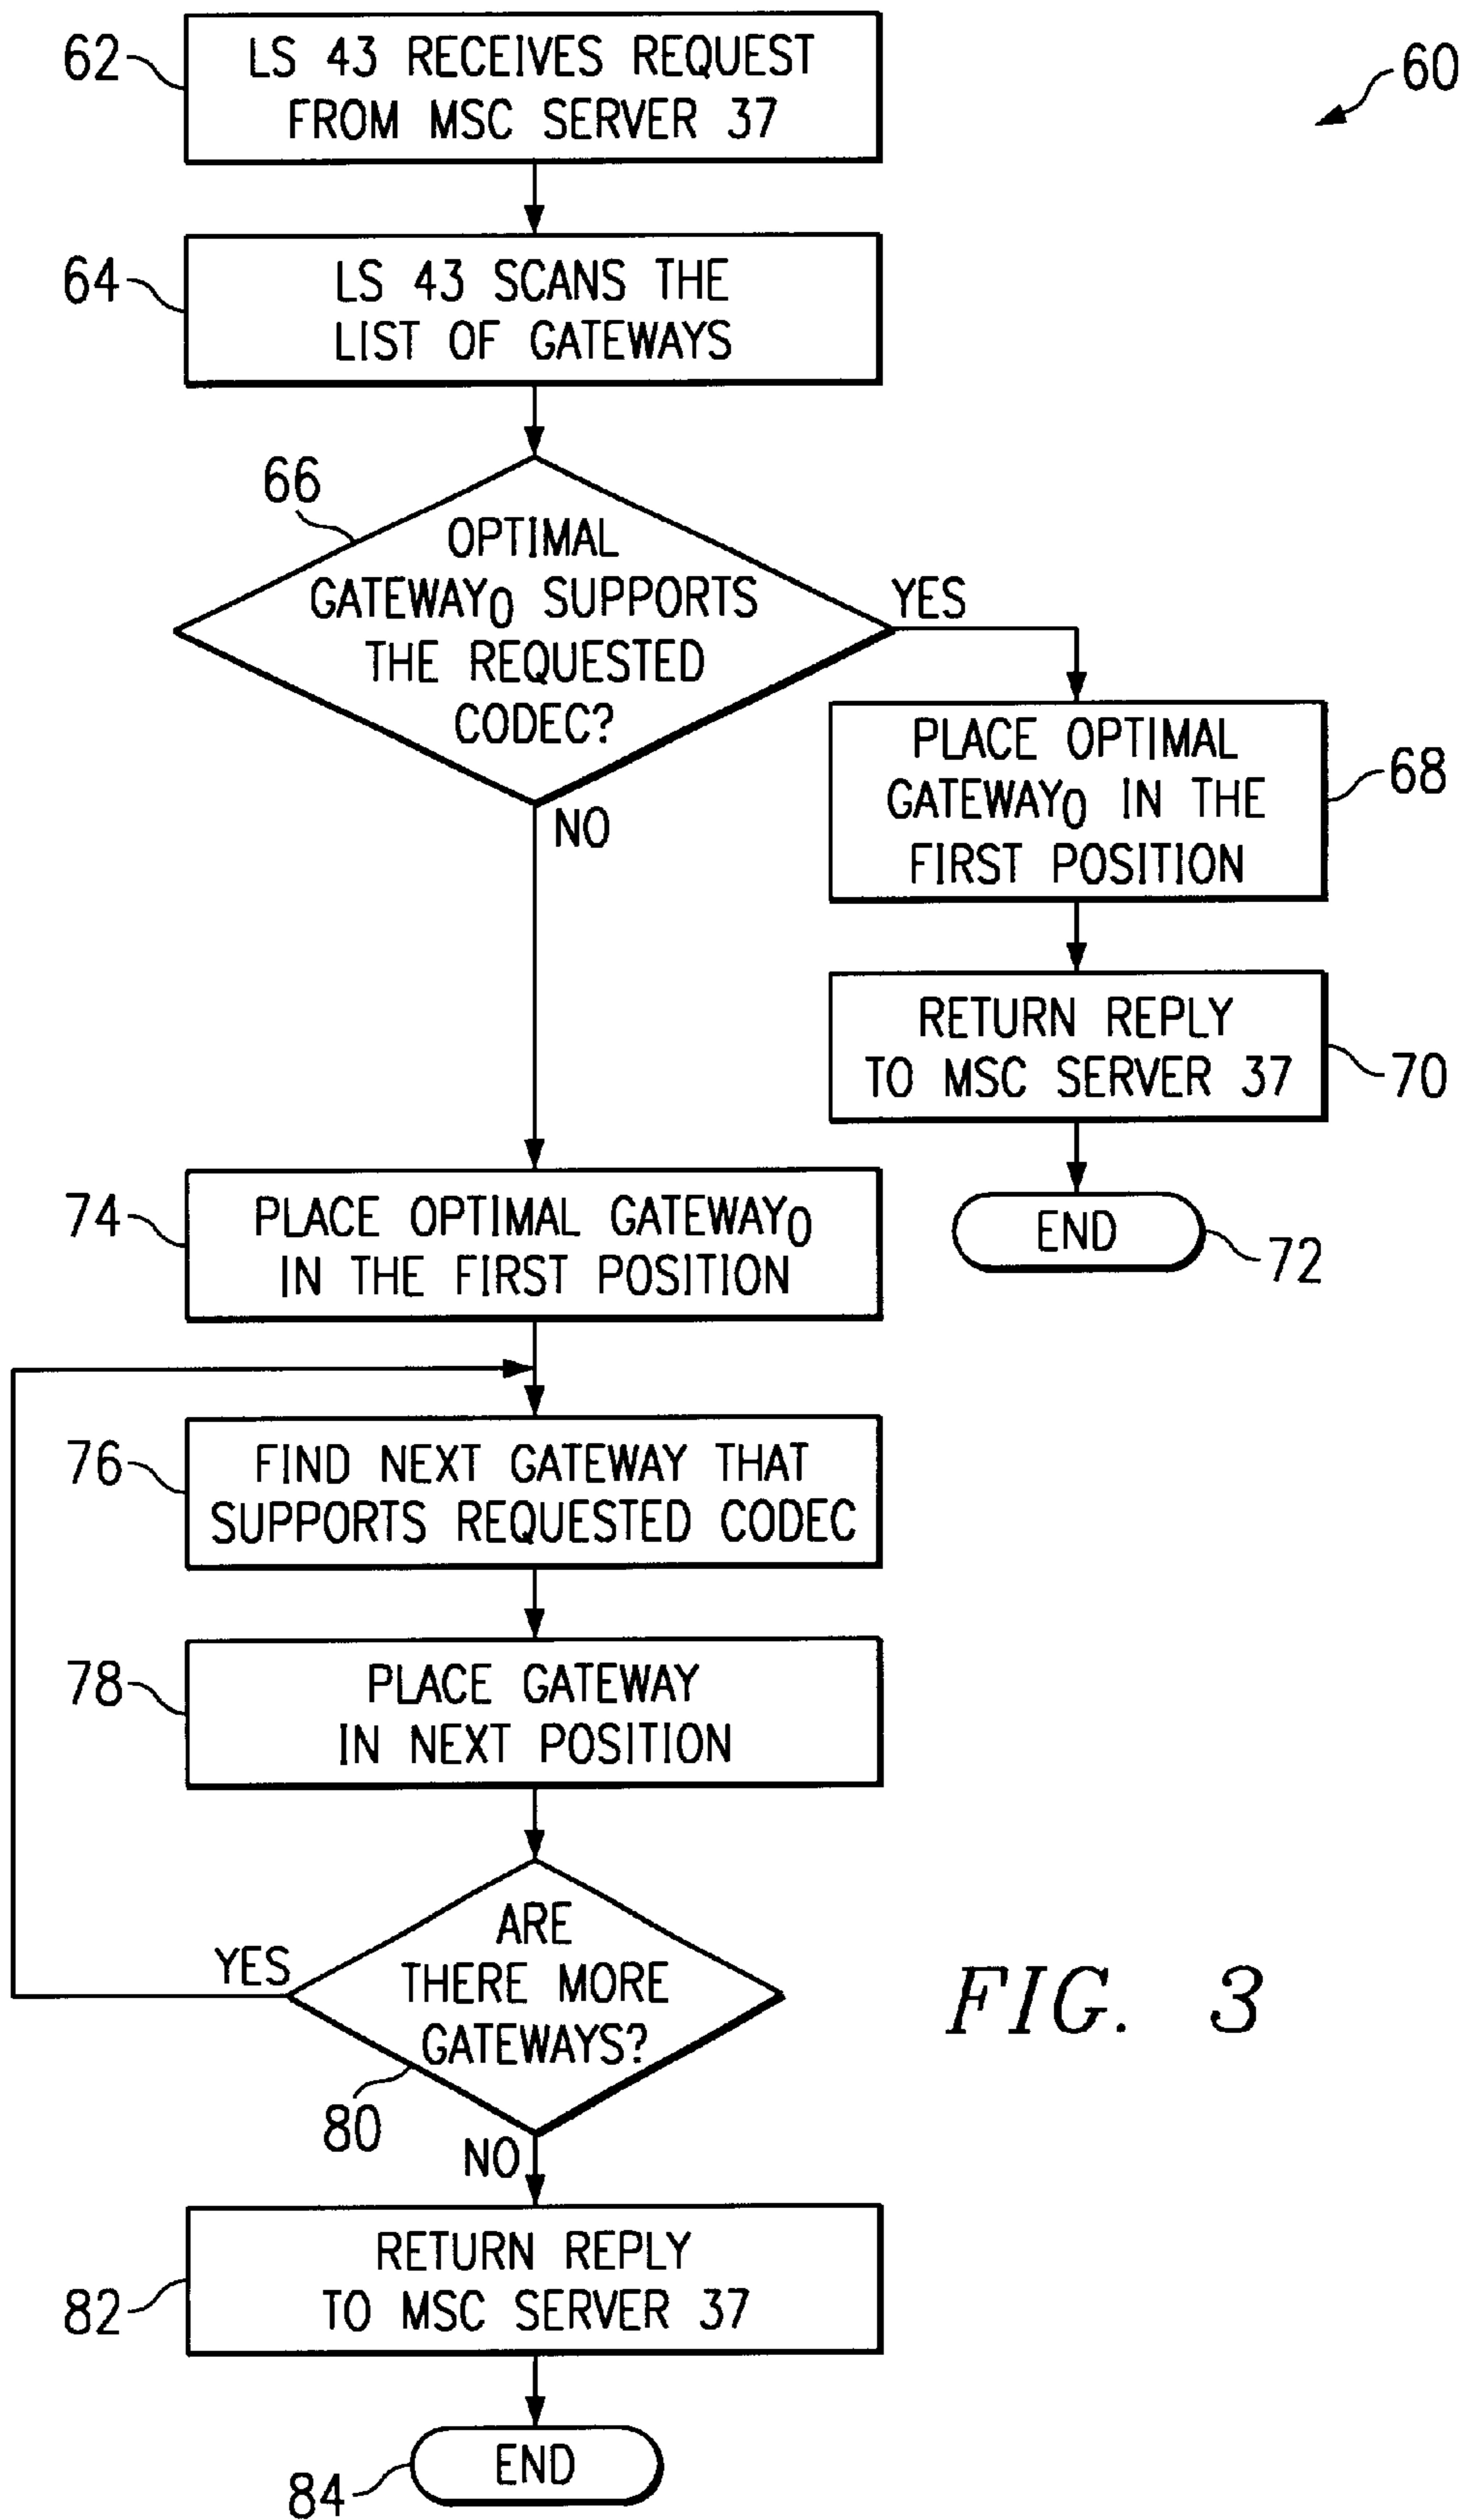 62
LS 43 RECEIVES REQUEST
FROM MSC SERVER 37
60
64
LS 43 SCANS THE
LIST OF GATEWAYS
66
OPTIMAL
GATEWAY0 SUPPORTS
THE REQUESTED
CODEC?
YES
NO
PLACE OPTIMAL
GATEWAY0 IN THE
FIRST POSITION
68
RETURN REPLY
TO MSC SERVER 37
70
END
72
74
PLACE OPTIMAL GATEWAY0
IN THE FIRST POSITION
76
FIND NEXT GATEWAY THAT
SUPPORTS REQUESTED CODEC
78
PLACE GATEWAY
IN NEXT POSITION
ARE
THERE MORE
GATEWAYS?
YES
80
NO
FIG. 3
82
RETURN REPLY
TO MSC SERVER 37
END
84